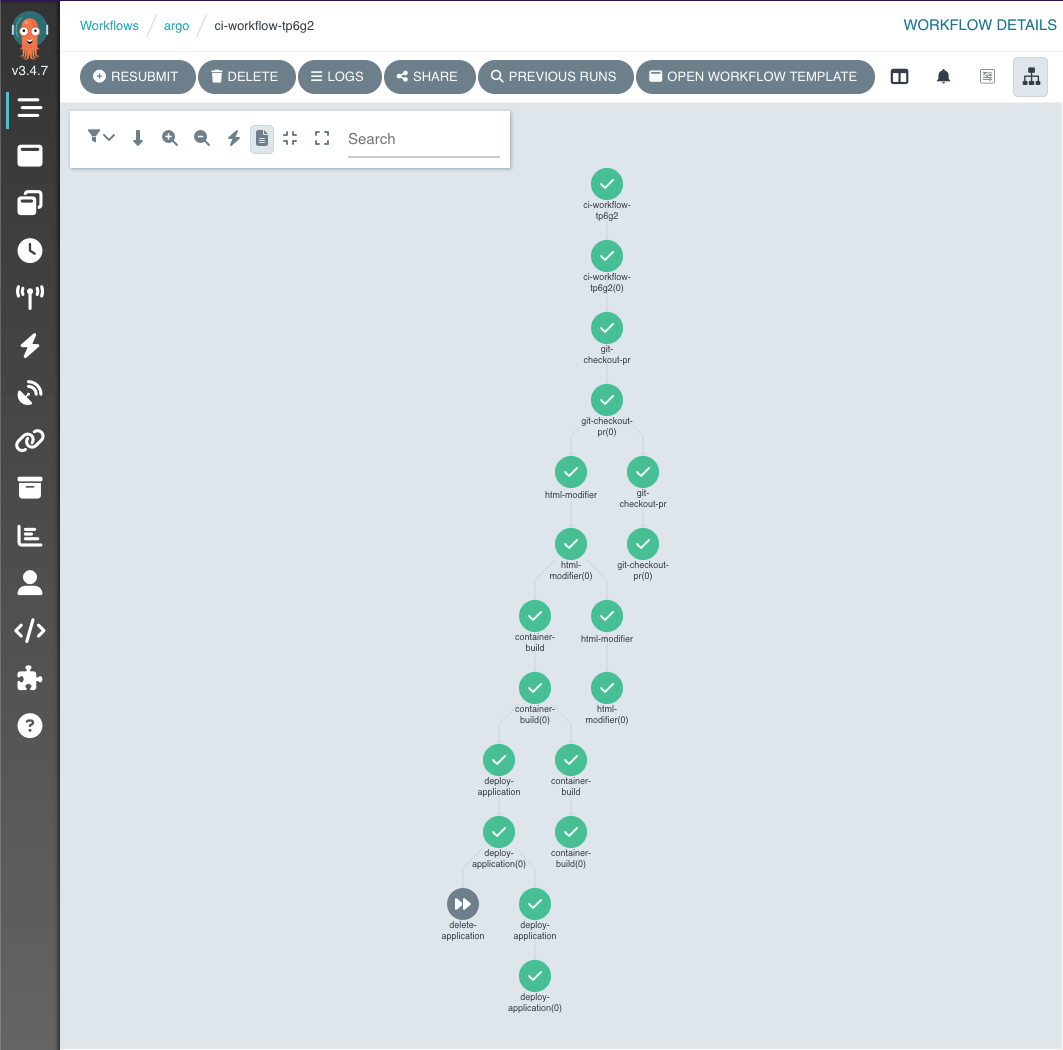 Workflows / argo / ci-workflow-tp6g2
WORKFLOW DETAILS
v3.4.7
RESUBMIT
DELETE
LOGS
SHARE
PREVIOUS RUNS
OPEN WORKFLOW TEMPLATE
Search
ci-workflow-
tp6g2
ci-workflow-
tp6g2(0)
git-
checkout-pr
git-checkout-
pr(0)
html-modifier
git-
checkout-pr
html-
modifier(0)
git-checkout-
pr(0)
container-
build
html-modifier
container-
build(0)
html-
modifier(0)
deploy-
application
container-
build
deploy-
application(0)
container-
build(0)
delete-
application
deploy-
application
deploy-
application(0)